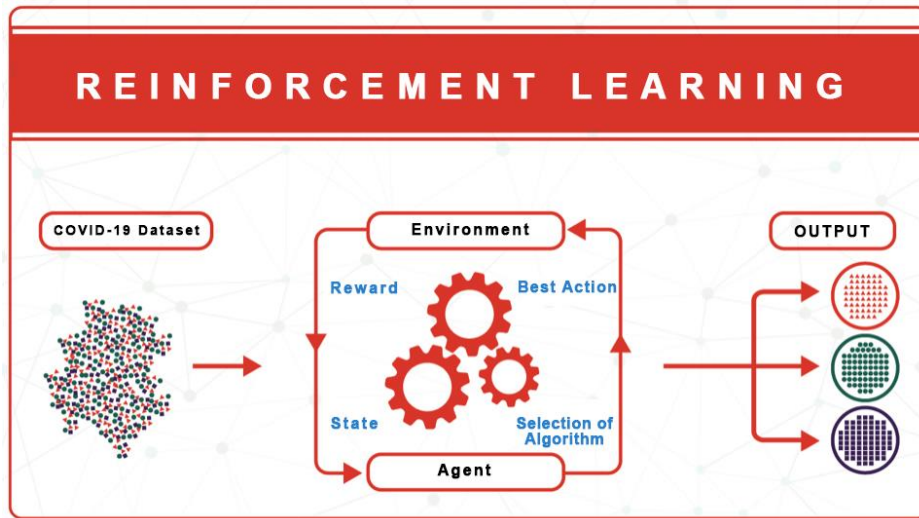 REINFORCEMENT LEARNING
COVID-19 Dataset
Environment
OUTPUT
Reward
Best Action
State
Selection of
Algorithm
Agent